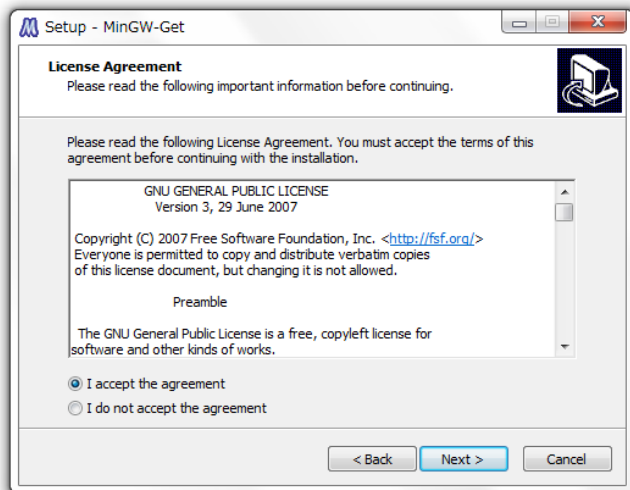 Setup - MinGW-Get
License Agreement
Please read the following important information before continuing.
Please read the following License Agreement. You must accept the terms of this
agreement before continuing with the installation.
GNU GENERAL PUBLIC LICENSE
Version 3, 29 June 2007
Copyright (C) 2007 Free Software Foundation, Inc. <http://fsf.org/>
Everyone is permitted to copy and distribute verbatim copies
of this license document, but changing it is not allowed.
Preamble
The GNU General Public License is a free, copyleft license for
software and other kinds of works.
I accept the agreement
I do not accept the agreement
< Back Next > Cancel